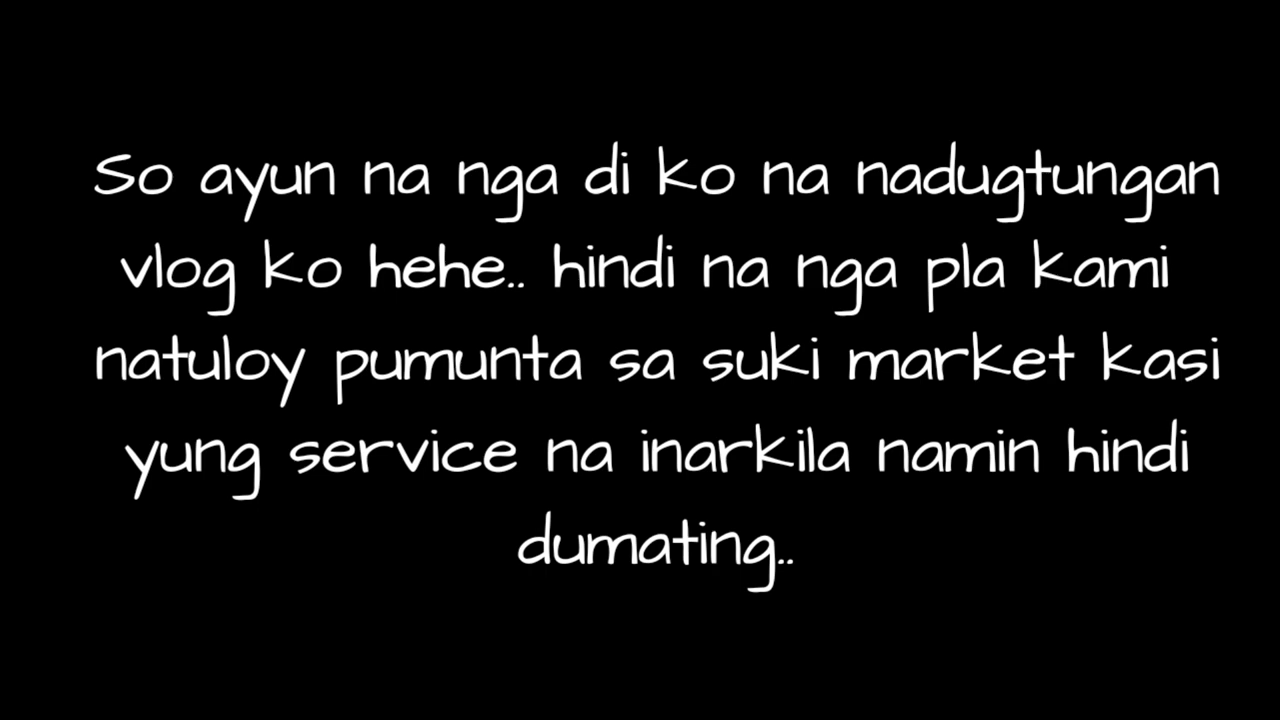 So ayun na nga di ko na nadugtungan
vlog ko hehe.. hindi na nga pla kami
natuloy pumunta sa suki market kasi
yung service na inarkila namin hindi
dumating..